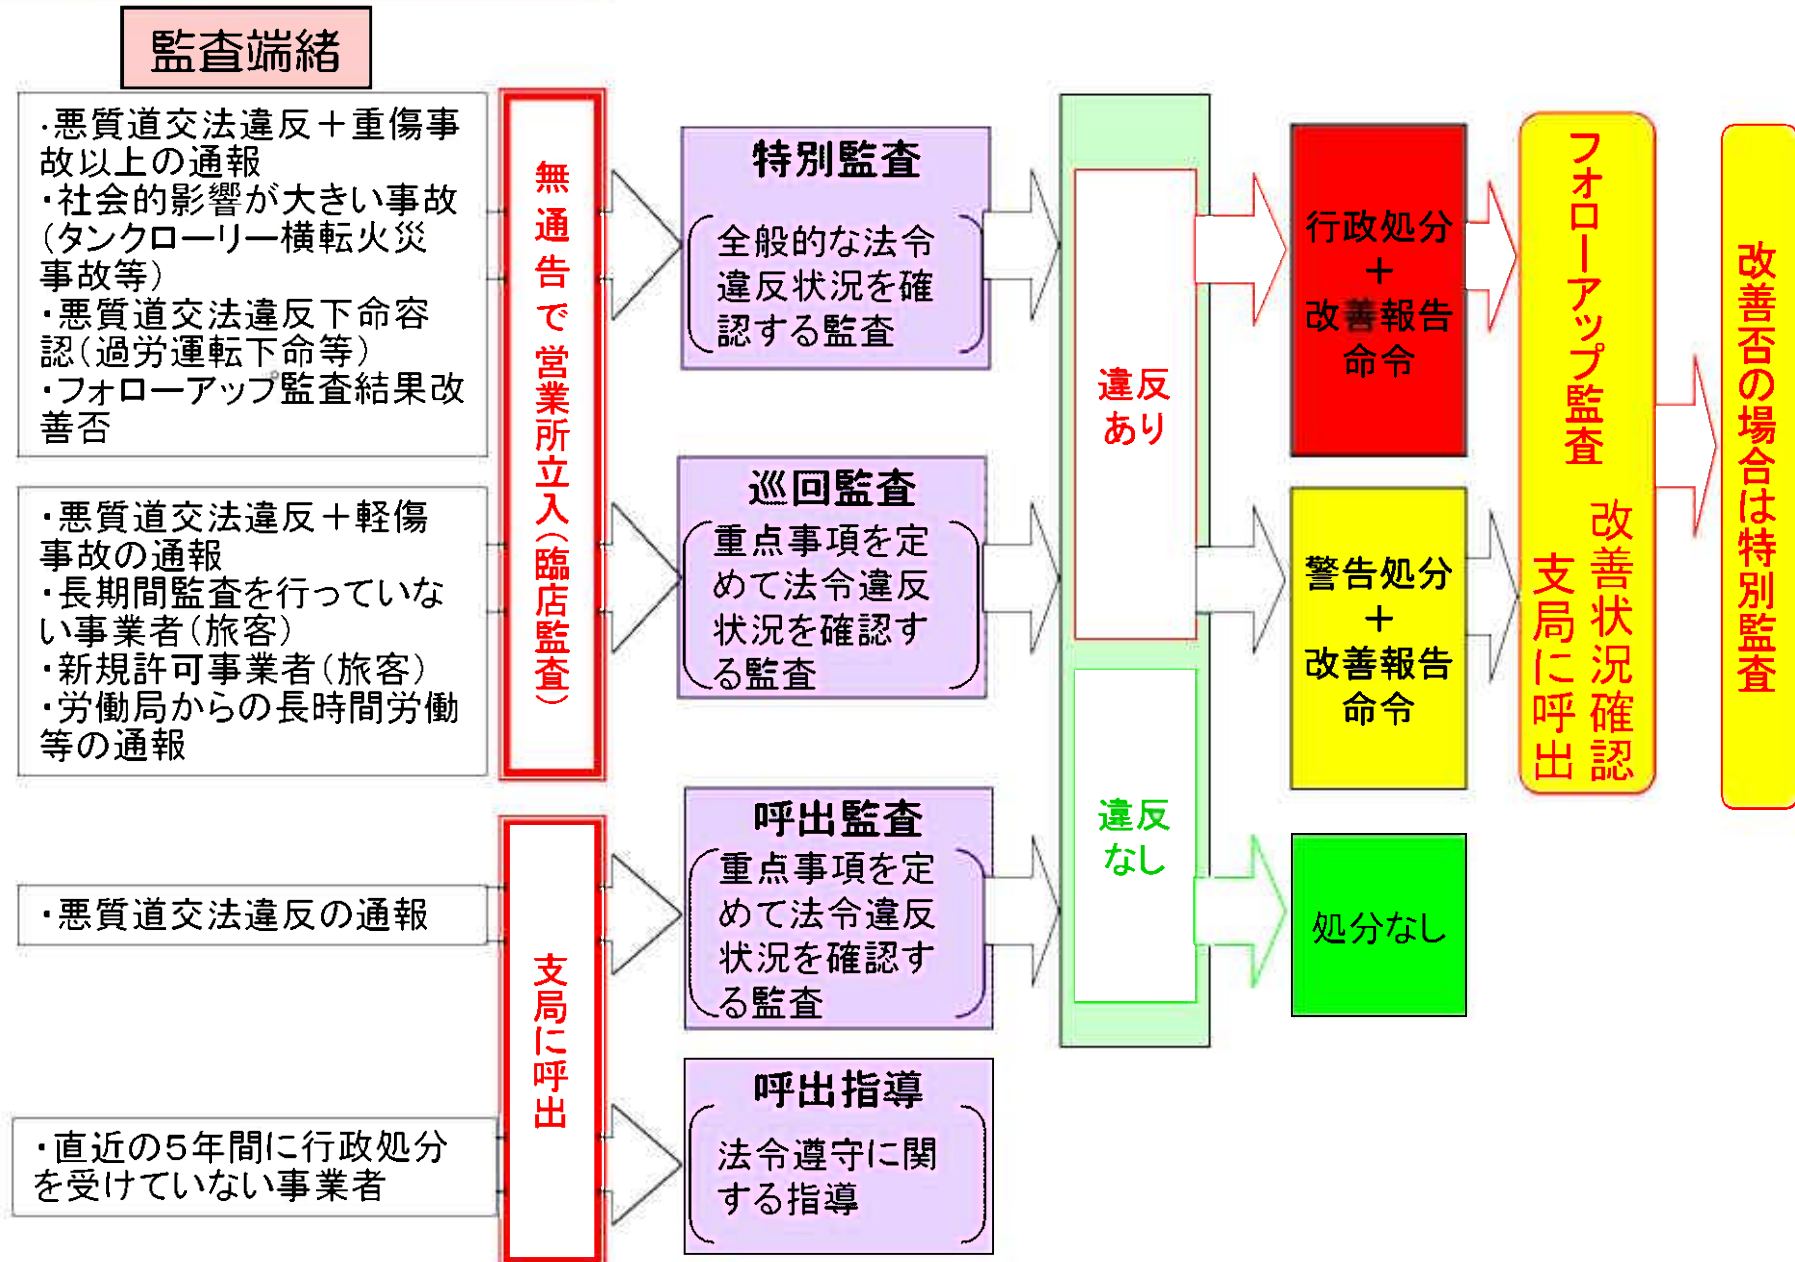 監査端緒
・悪質道交法違反＋重傷事
故以上の通報
・社会的影響が大きい事故
(タンクローリー横転火災
事故等)
・悪質道交法違反下命容
認(過労運転下命等)
・フォローアップ監査結果改
善否
・悪質道交法違反＋軽傷
事故の通報
・長期間監査を行っていな
い事業者(旅客)
・新規許可事業者(旅客)
・労働局からの長時間労働
等の通報
・悪質道交法違反の通報
・直近の5年間に行政処分
を受けていない事業者
無通告で営業所立入(臨店監査)
支局に呼出
特別監査
全般的な法令
違反状況を確
認する監査
巡回監査
重点事項を定
めて法令違反
状況を確認す
る監査
呼出監査
重点事項を定
めて法令違反
状況を確認す
る監査
呼出指導
法令遵守に関
する指導
違反
あり
違反
なし
行政処分
＋
改善報告
命令
警告処分
＋
改善報告
命令
処分なし
フォローアップ監査
改善状況確認
支局に呼出
改善否の場合は特別監査